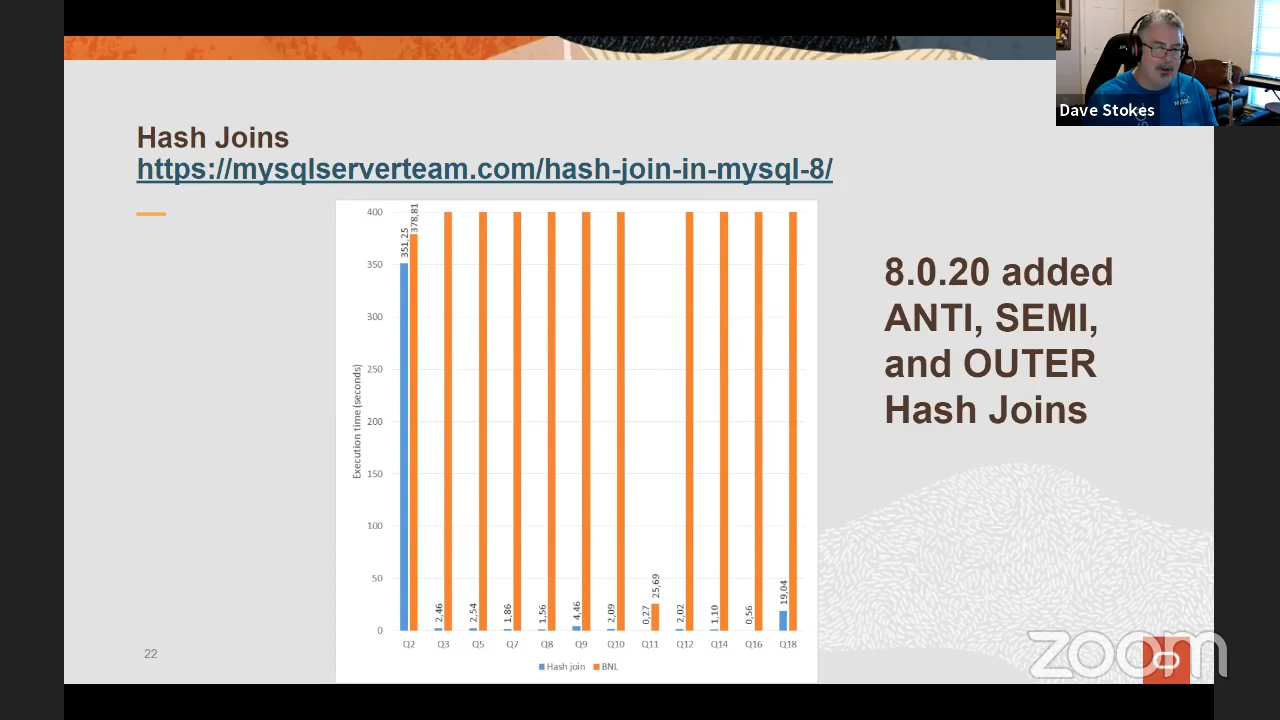 Dave Stokes
Hash Joins
https://mysqlserverteam.com/hash-join-in-mysql-8/
400
350
300
250
200
150
100
50
0
Execution time (seconds)
351,25
378,81
2,46
2,54
1,86
1,56
4,46
2,09
0,27
25,69
2,02
1,10
0,56
19,04
Q2 Q3 Q5 Q7 Q8 Q9 Q10 Q11 Q12 Q14 Q16 Q18
Hash join BNL
8.0.20 added
ANTI, SEMI,
and OUTER
Hash Joins
22
zoom